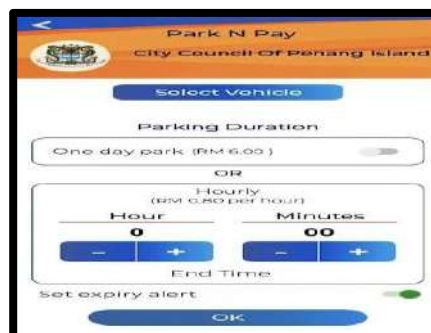 Park N Pay
City Council Of Penang Island
Select Vehicle
Parking Duration
One day park (RM 6.00)
OR
Hourly
(RM 0.80 per hour)
Hour Minutes
0 00
- + - +
End Time
Set expiry alert
OK